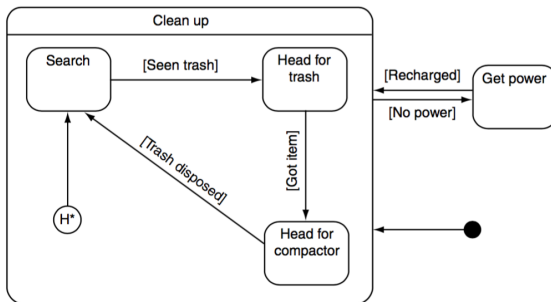 Clean up
Search
[Seen trash]
Head for
trash
[Recharged]
Get power
[No power]
[Trash disposed]
[Got item]
H*
Head for
compactor